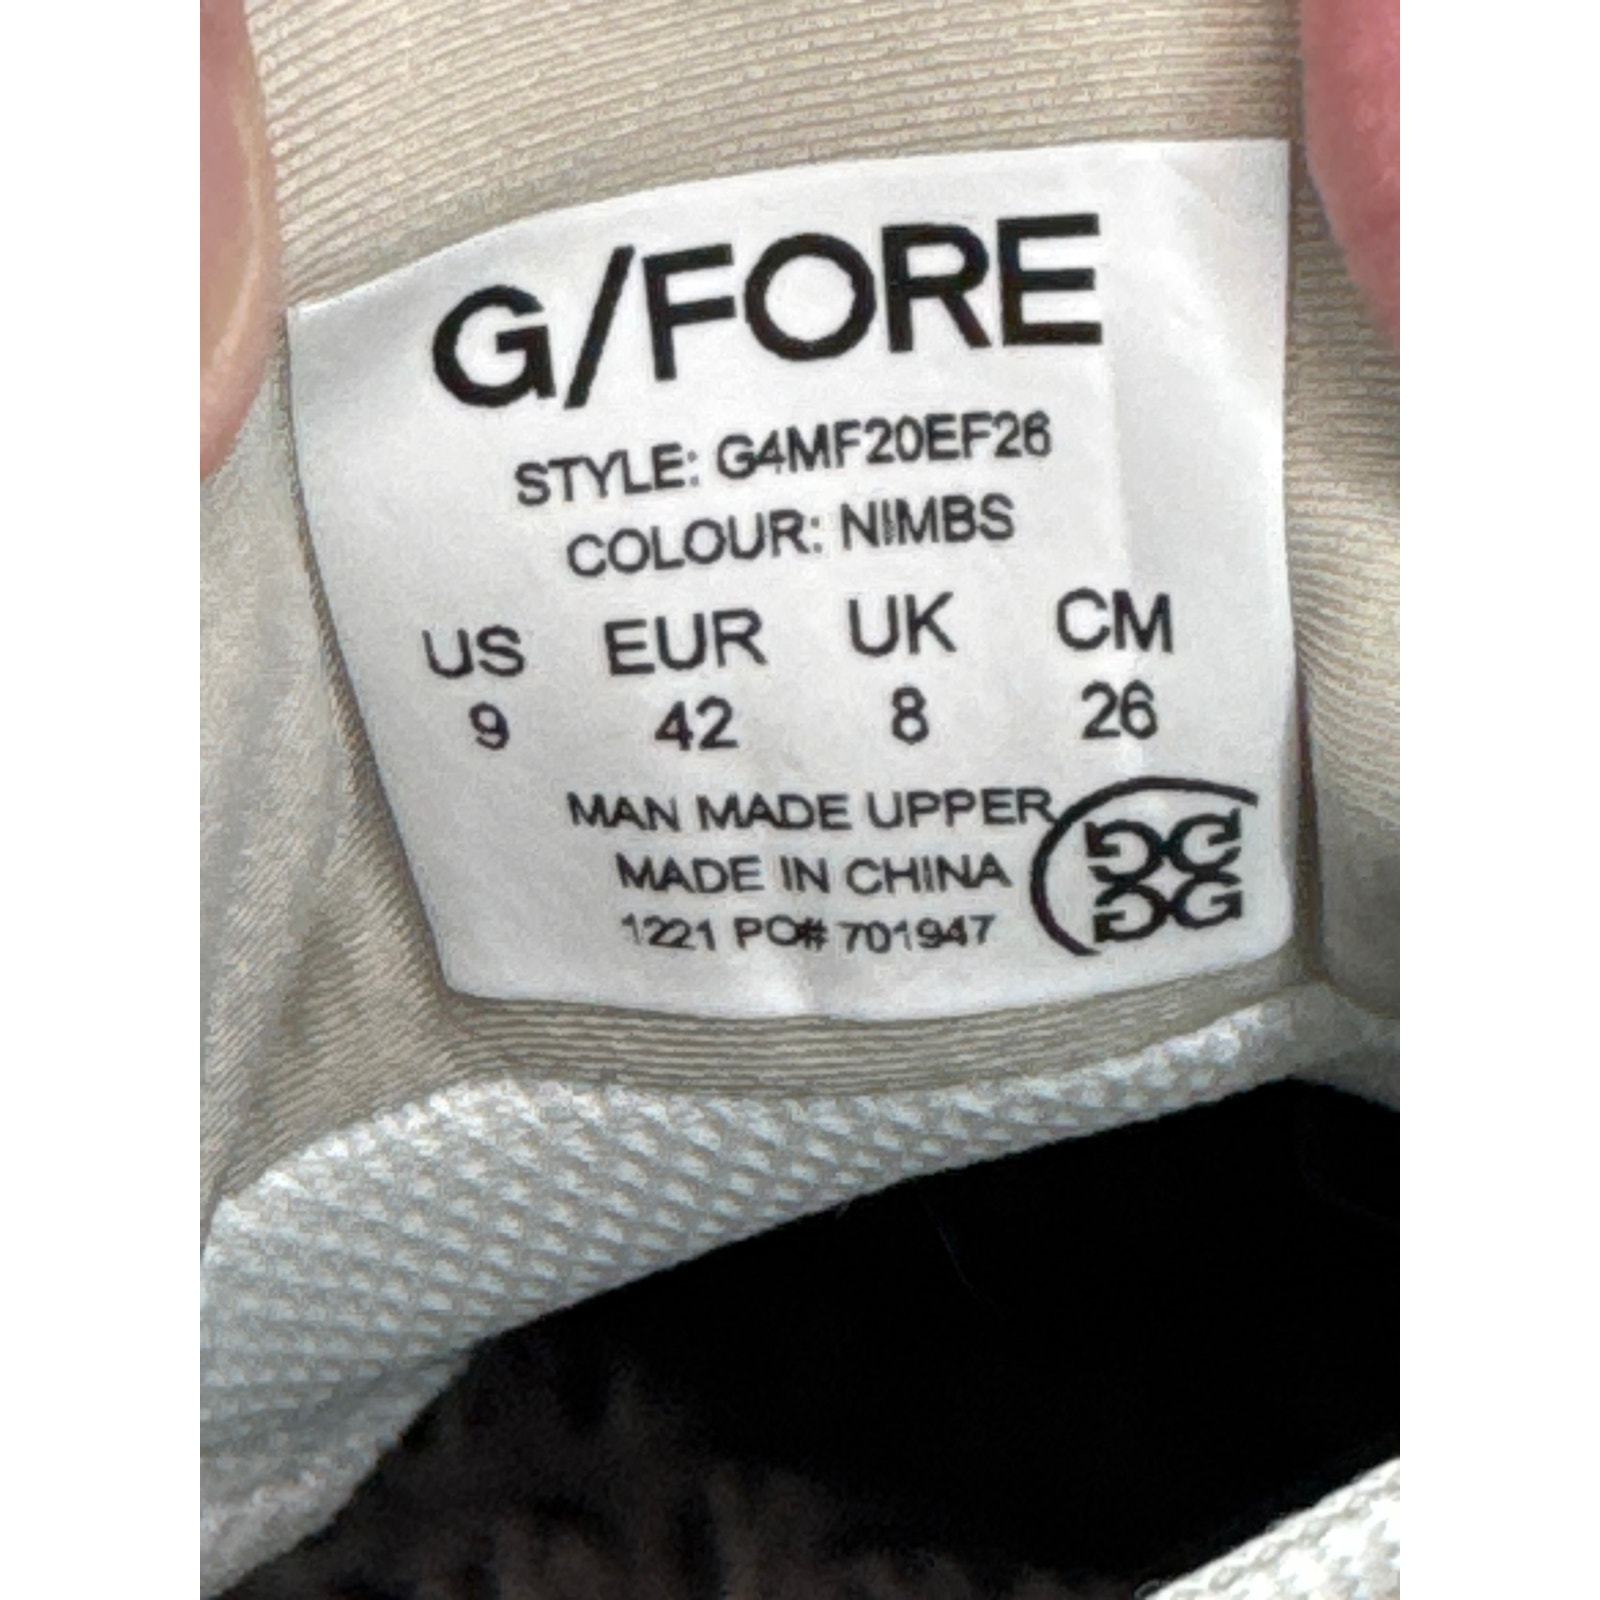 G/FORE
STYLE: G4MF20EF26
COLOUR: NIMBS
US EUR UK CM
9 42 8 26
MAN MADE UPPER
MADE IN CHINA
1221 PO# 701947